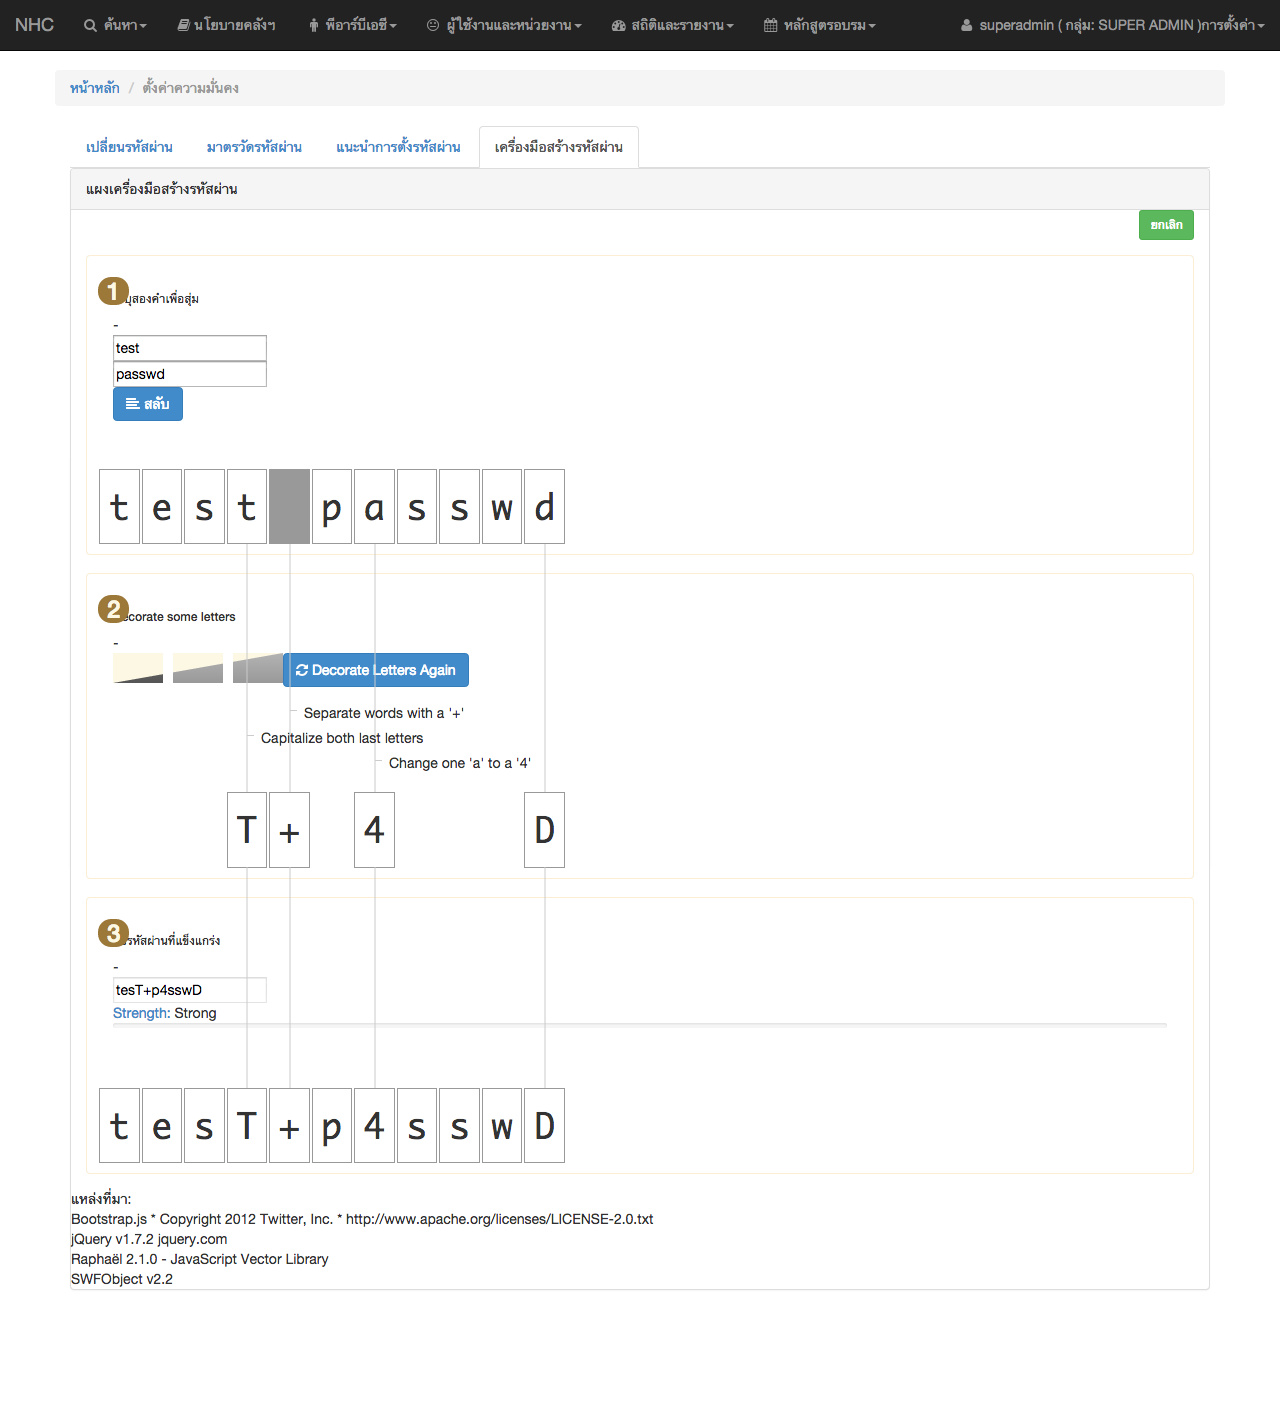 NHC ค้นหา นโยบายคลังฯ พีอาร์บีเอซี ผู้ใช้งานและหน่วยงาน สถิติและรายงาน หลักสูตรอบรม superadmin ( กลุ่ม: SUPER ADMIN )การตั้งค่า
หน้าหลัก / ตั้งค่าความมั่นคง
เปลี่ยนรหัสผ่าน มาตรวัดรหัสผ่าน แนะนำการตั้งรหัสผ่าน เครื่องมือสร้างรหัสผ่าน
แผงเครื่องมือสร้างรหัสผ่าน
ยกเลิก
1 บุสองคำเพื่อสุ่ม
-
test
passwd
สลับ
t e s t p a s s w d
2 ecorate some letters
-
Decorate Letters Again
Separate words with a '+'
Capitalize both last letters
Change one 'a' to a '4'
T + 4 D
3 รหัสผ่านที่แข็งแกร่ง
-
tesT+p4sswD
Strength: Strong
t e s T + p 4 s s w D
แหล่งที่มา:
Bootstrap.js * Copyright 2012 Twitter, Inc. * http://www.apache.org/licenses/LICENSE-2.0.txt
jQuery v1.7.2 jquery.com
Raphaël 2.1.0 - JavaScript Vector Library
SWFObject v2.2